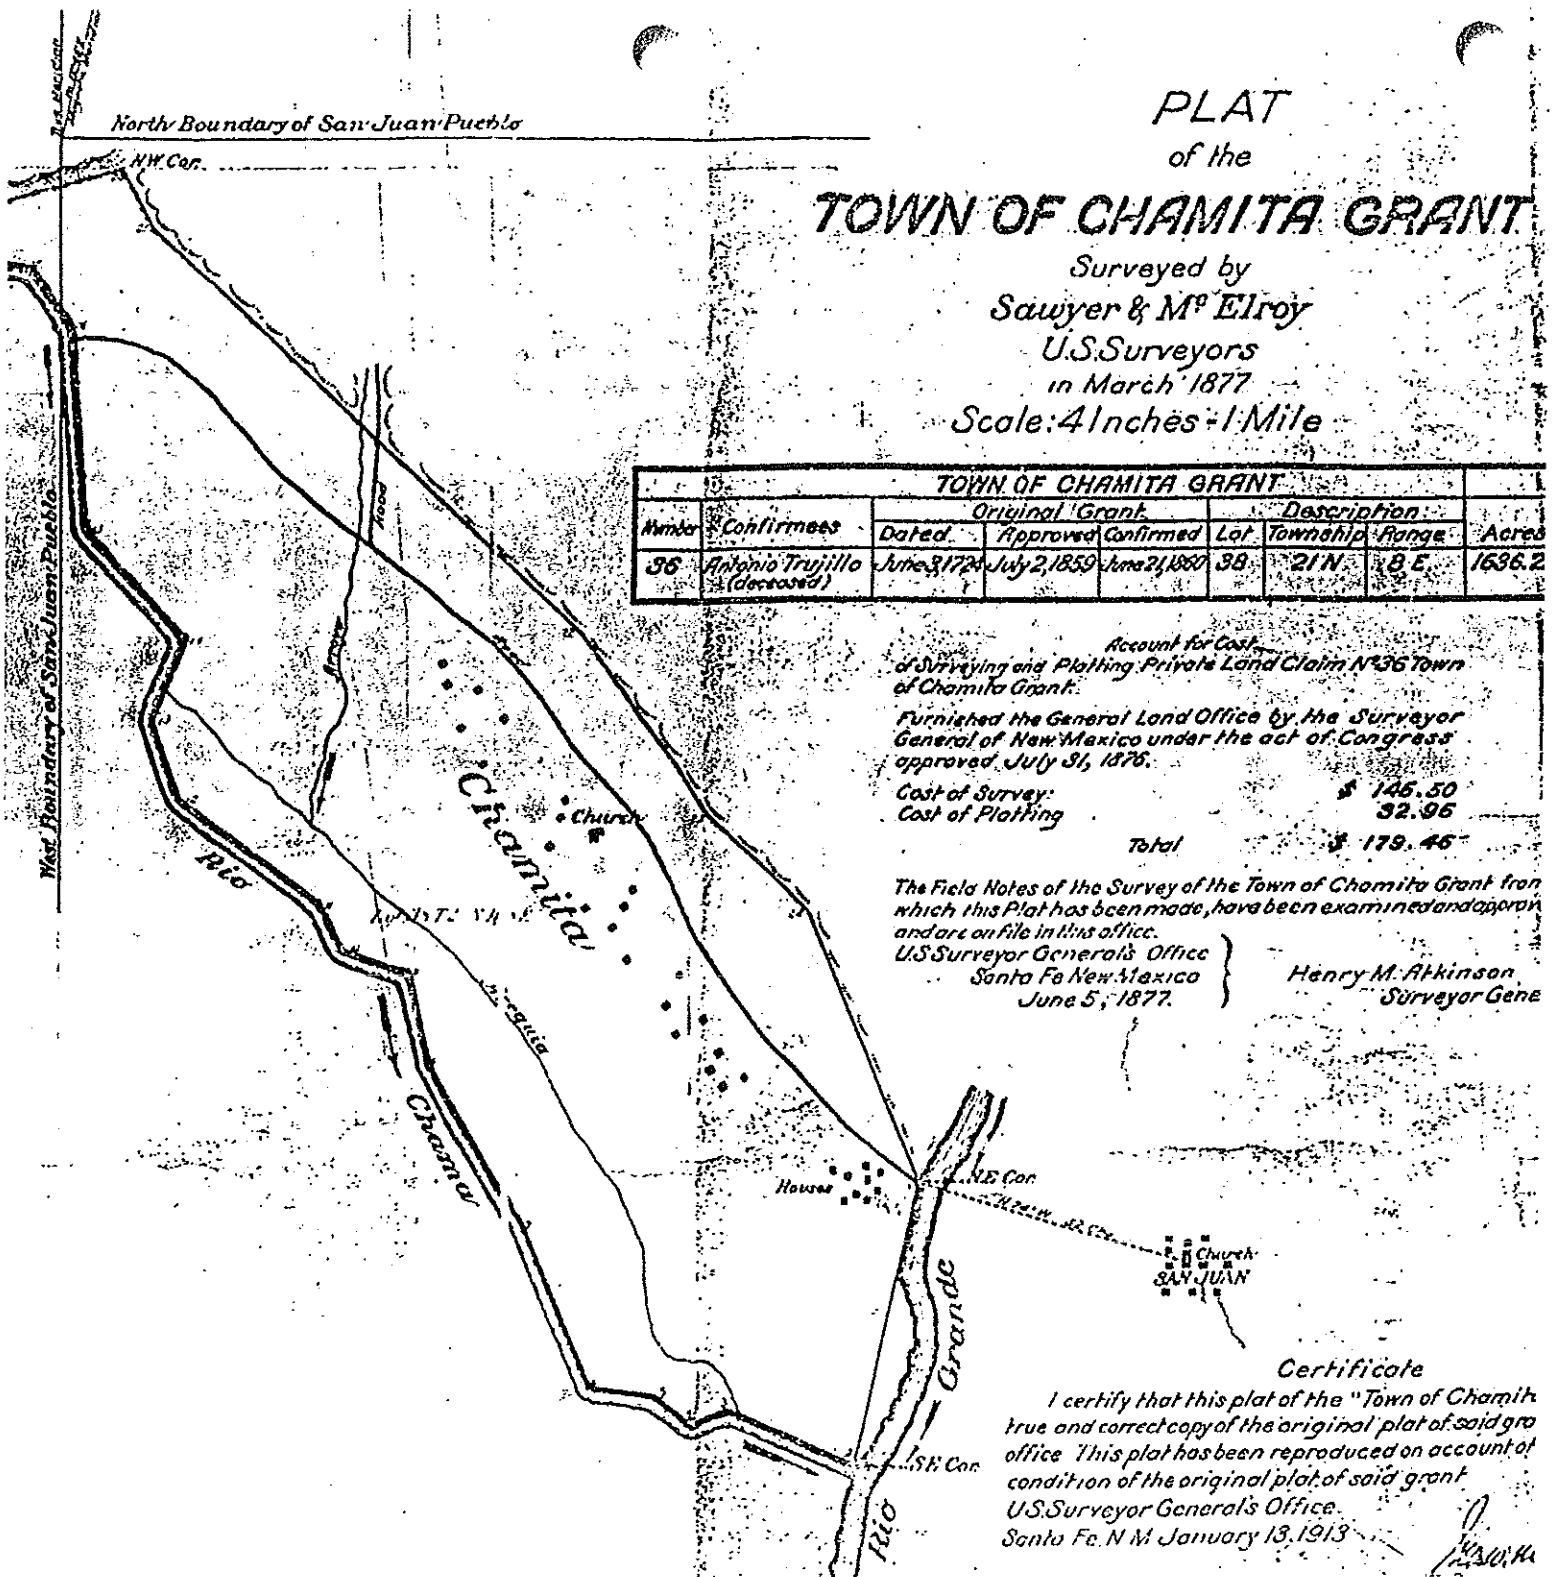 PLAT
of the
TOWN OF CHAMITA GRANT
Surveyed by
Sawyer & Mc Elroy
U.S. Surveyors
in March 1877
Scale: 4 Inches - 1 Mile
North Boundary of San Juan Pueblo
NW Cor.
West Boundary of San Juan Pueblo
Road
Arroyo
Chamita
Church
Rio
Chama
Houses
N.E. Cor.
Church
SAN JUAN
Grande
Rio
S.E. Cor.
TOWN OF CHAMITA GRANT
Original Grant Description
Number Confirmees Dated Approved Confirmed Lot Township Range Acres
36 Antonio Trujillo (deceased) June 3, 1724 July 2, 1859 June 21, 1860 38 21 N. 8 E. 1636.2
Account for Cost
of Surveying and Platting Private Land Claim No 36 Town
of Chamita Grant.
Furnished the General Land Office by the Surveyor
General of New Mexico under the act of Congress
approved July 31, 1876.
Cost of Survey: $ 146.50
Cost of Platting 32.96
Total $ 179.46
The Field Notes of the Survey of the Town of Chamita Grant from
which this Plat has been made, have been examined and approv
and are on file in this office.
U.S Surveyor General's Office
Santa Fe New Mexico
June 5, 1877.
Henry M. Atkinson
Surveyor Gene
Certificate
I certify that this plat of the "Town of Chamit
true and correct copy of the original plat of said gra
office This plat has been reproduced on account of
condition of the original plat of said grant
U.S. Surveyor General's Office.
Santa Fe N M January 13, 1913